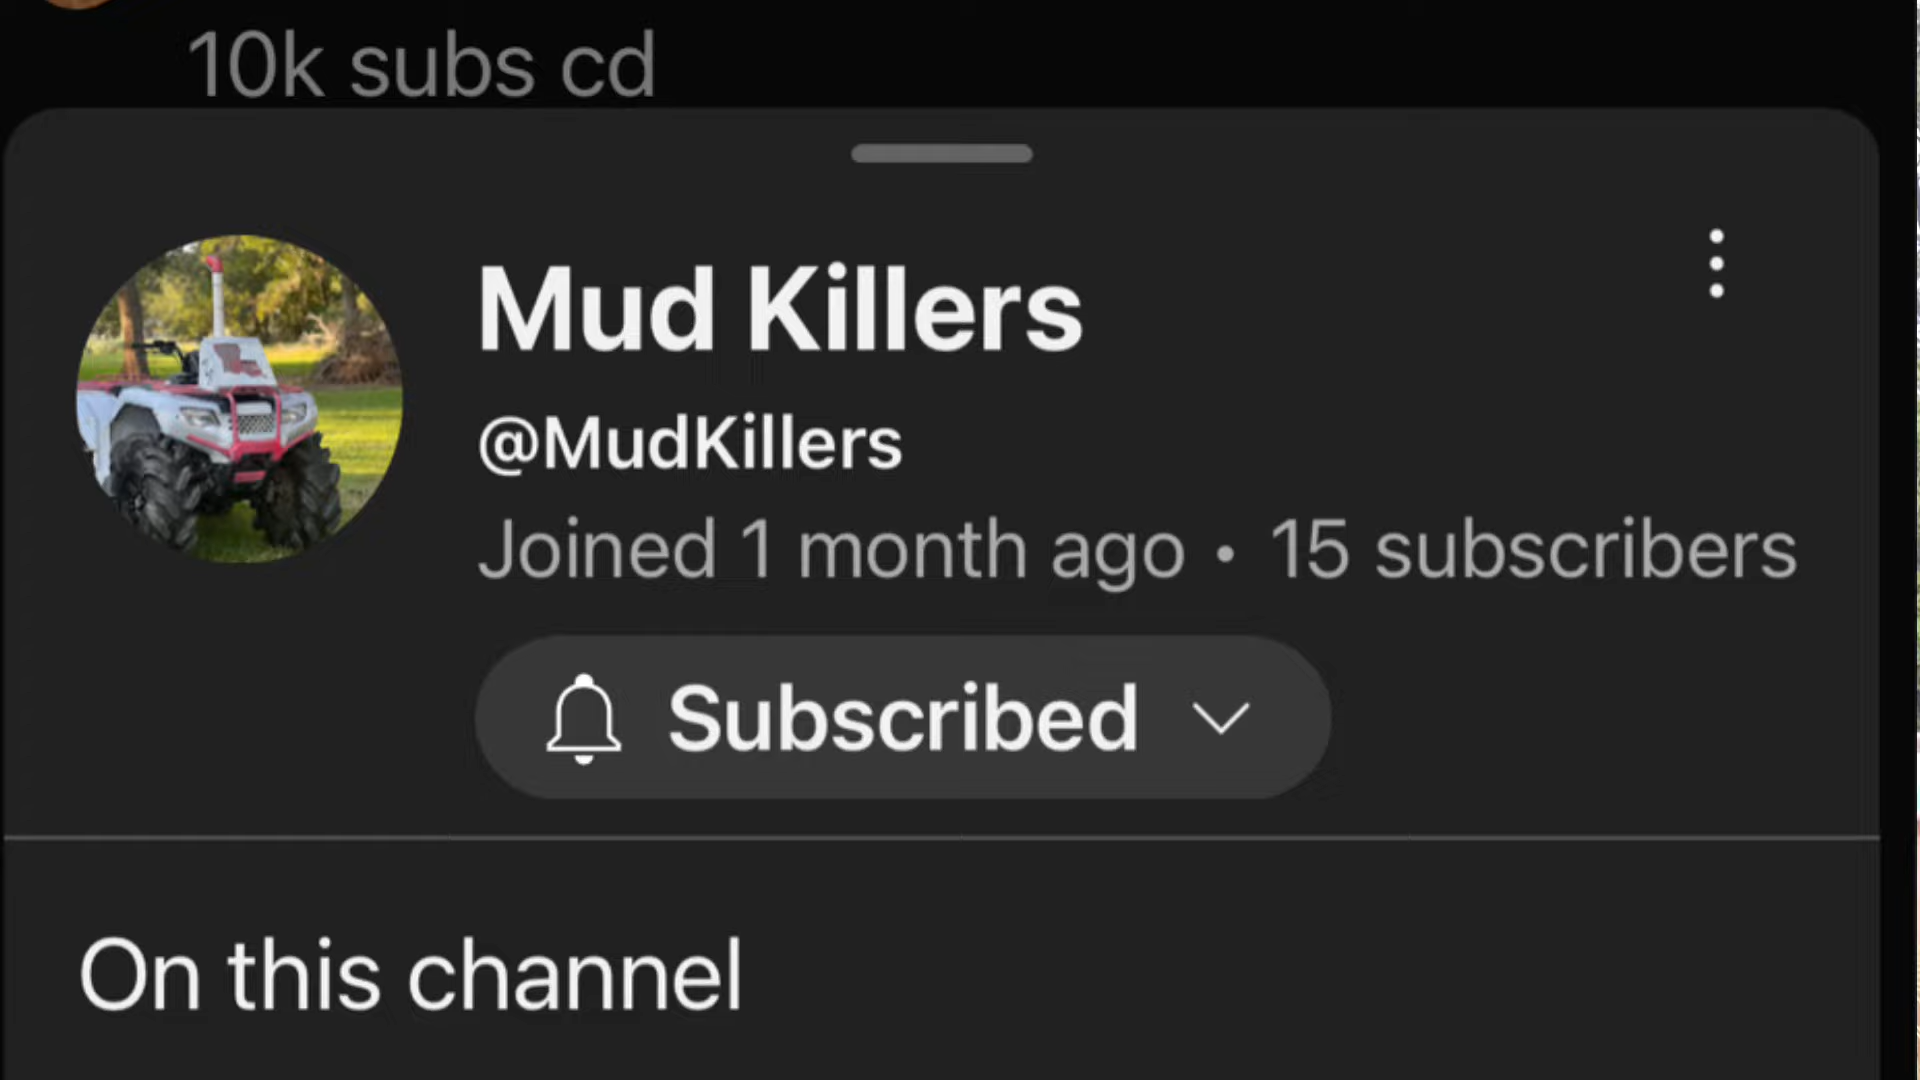 10k subs cd
Mud Killers
@MudKillers
Joined 1 month ago • 15 subscribers
Subscribed
On this channel